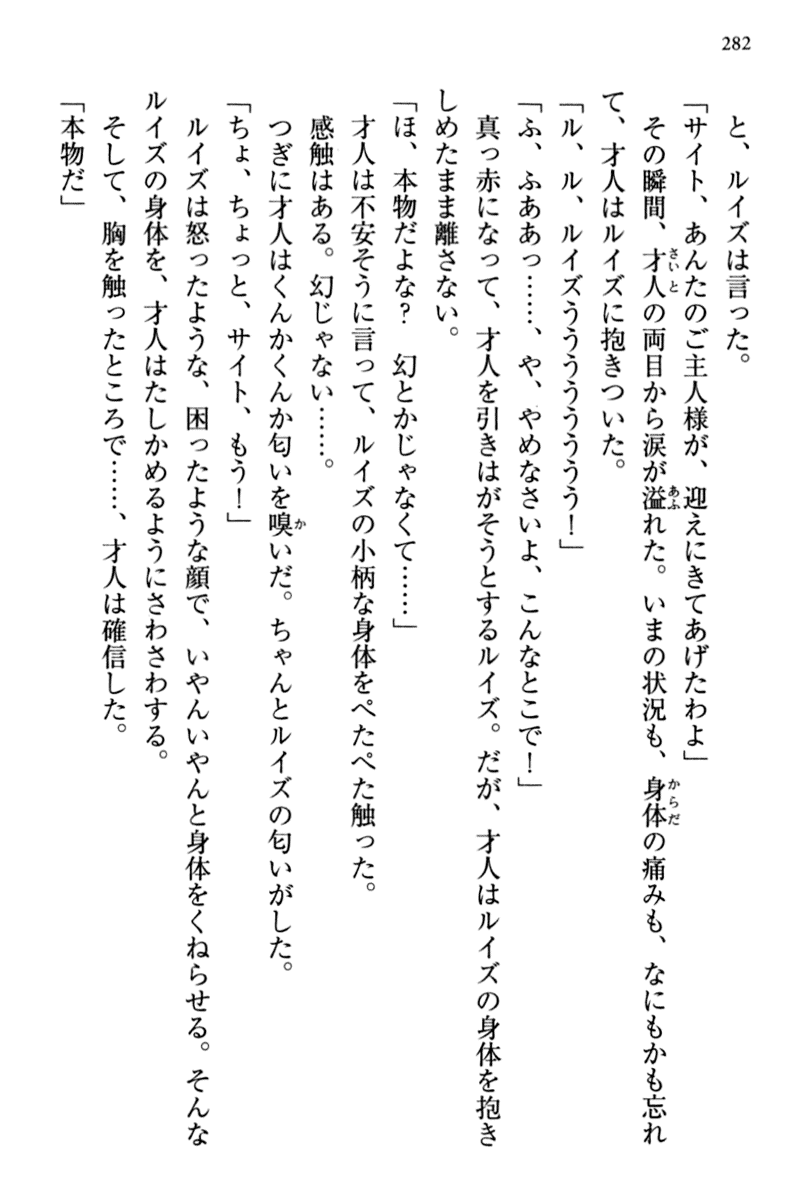 282
と、ルイズは言った。
「サイト、あんたのご主人様が、迎えにきてあげたわよ」
その瞬間、才人の両目から涙が溢れた。いまの状況も、身体の痛みも、なにもかも忘れ
て、才人はルイズに抱きついた。
「ル、ル、ルイズうううううううう！」
「ふ、ふああっ……、や、やめなさいよ、こんなとこで！」
真っ赤になって、才人を引きはがそうとするルイズ。だが、才人はルイズの身体を抱き
しめたまま離さない。
「ほ、本物だよな？　幻とかじゃなくて……」
才人は不安そうに言って、ルイズの小柄な身体をぺたぺた触った。
感触はある。幻じゃない……。
つぎに才人はくんかくんか匂いを嗅いだ。ちゃんとルイズの匂いがした。
「ちょ、ちょっと、サイト、もう！」
ルイズは怒ったような、困ったような顔で、いやんいやんと身体をくねらせる。そんな
ルイズの身体を、才人はたしかめるようにさわさわする。
そして、胸を触ったところで……、才人は確信した。
「本物だ」